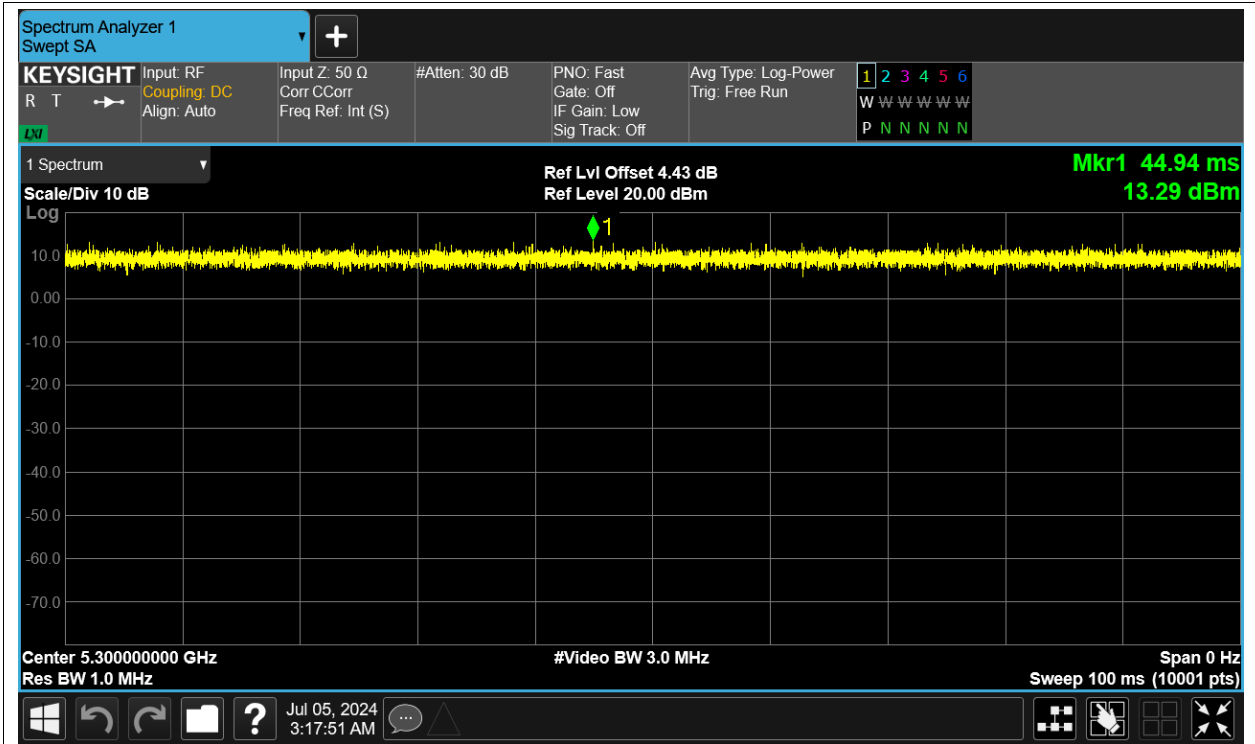 Spectrum Analyzer 1
Swept SA
KEYSIGHT
R T
LXI
Input: RF
Coupling: DC
Align: Auto
Input Z: 50 Ω
Corr CCorr
Freq Ref: Int (S)
#Atten: 30 dB
PNO: Fast
Gate: Off
IF Gain: Low
Sig Track: Off
Avg Type: Log-Power
Trig: Free Run
1 2 3 4 5 6
W W W W W W
P N N N N N
1 Spectrum
Scale/Div 10 dB
Log
Ref Lvl Offset 4.43 dB
Ref Level 20.00 dBm
Mkr1 44.94 ms
13.29 dBm
1
10.0
0.00
-10.0
-20.0
-30.0
-40.0
-50.0
-60.0
-70.0
Center 5.300000000 GHz
Res BW 1.0 MHz
#Video BW 3.0 MHz
Span 0 Hz
Sweep 100 ms (10001 pts)
?
Jul 05, 2024
3:17:51 AM